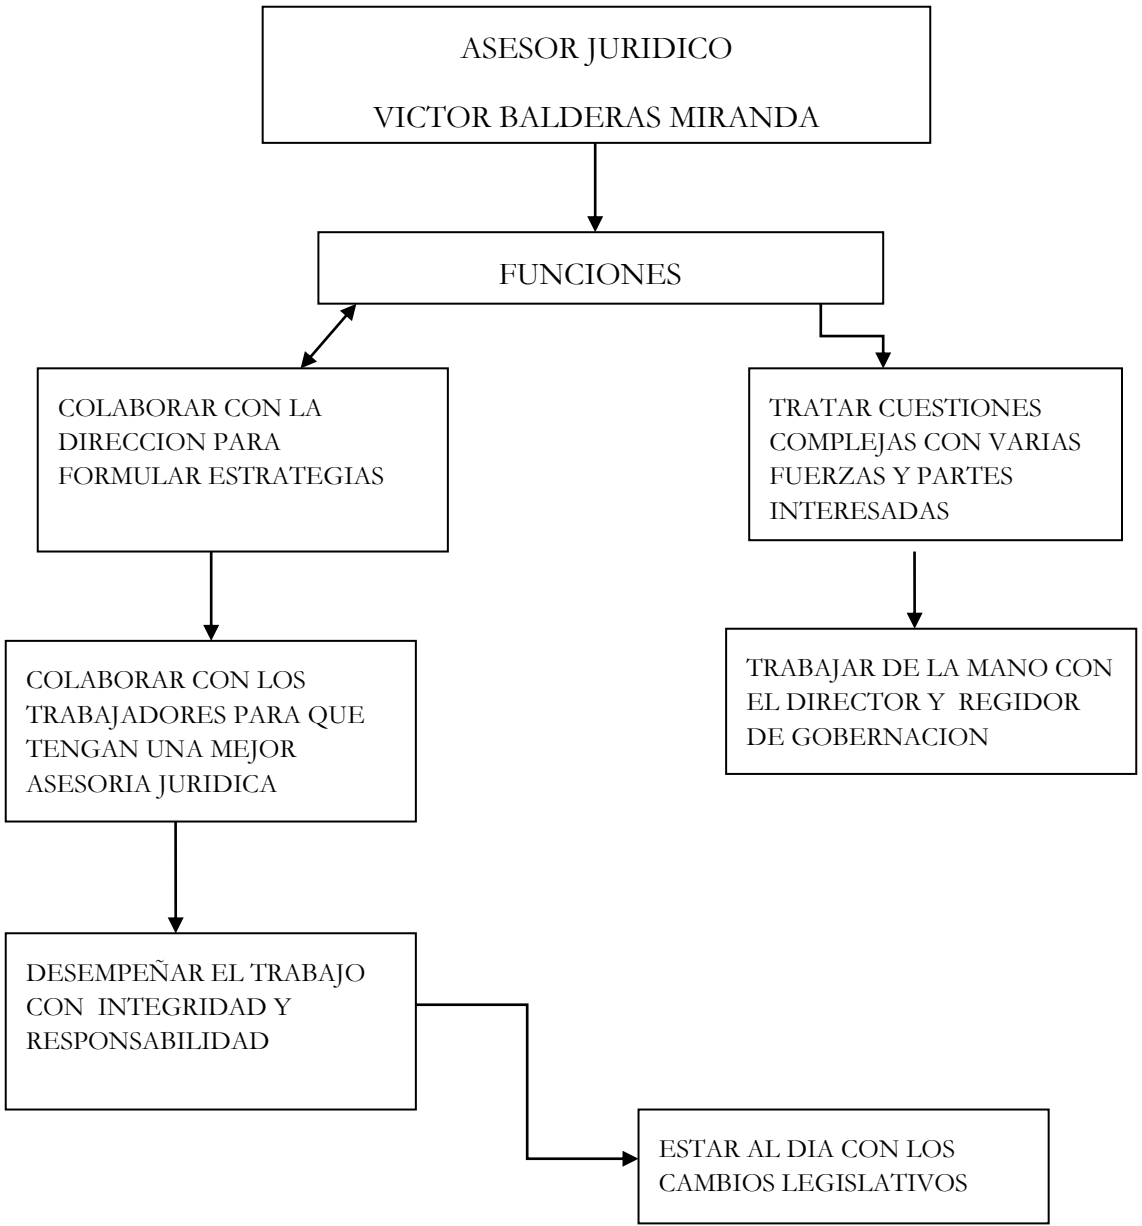 ASESOR JURIDICO
VICTOR BALDERAS MIRANDA
FUNCIONES
COLABORAR CON LA
DIRECCION PARA
FORMULAR ESTRATEGIAS
TRATAR CUESTIONES
COMPLEJAS CON VARIAS
FUERZAS Y PARTES
INTERESADAS
COLABORAR CON LOS
TRABAJADORES PARA QUE
TENGAN UNA MEJOR
ASESORIA JURIDICA
TRABAJAR DE LA MANO CON
EL DIRECTOR Y  REGIDOR
DE GOBERNACION
DESEMPEÑAR EL TRABAJO
CON  INTEGRIDAD Y
RESPONSABILIDAD
ESTAR AL DIA CON LOS
CAMBIOS LEGISLATIVOS